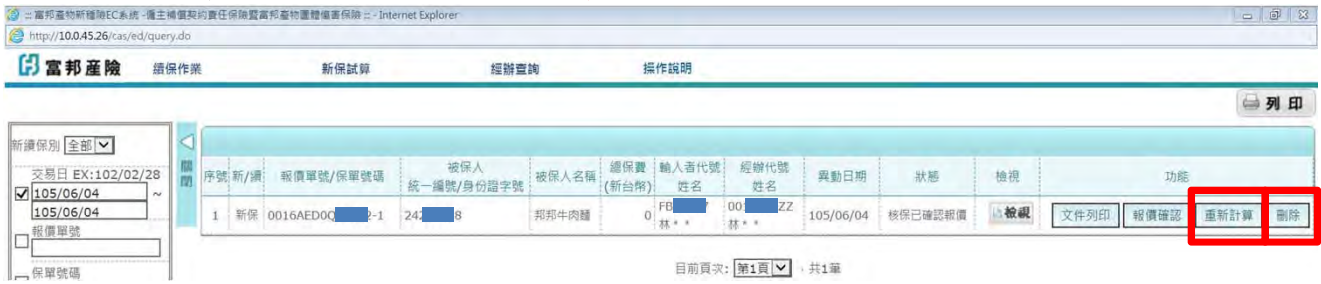 ::: 富邦產物新種險EC系統 -僱主補償契約責任保險暨富邦產物團體傷害保險 ::: - Internet Explorer
http://10.0.45.26/cas/ed/query.do
富邦產險 續保作業 新保試算 經辦查詢 操作說明
列印
新續保別 全部
交易日 EX:102/02/28
105/06/04 ~
105/06/04
報價單號
保單號碼
關閉
序號 新/續 報價單號/保單號碼 被保人 統一編號/身份證字號 被保人名稱 總保費 (新台幣) 輸入者代號 姓名 經辦代號 姓名 異動日期 狀態 檢視 功能
1 新保 0016AED0Q 2-1 24 8 邦邦牛肉麵 0 FB 林** 00 ZZ 林** 105/06/04 核保已確認報價 檢視 文件列印 報價確認 重新計算 刪除
目前頁次: 第1頁 , 共1筆